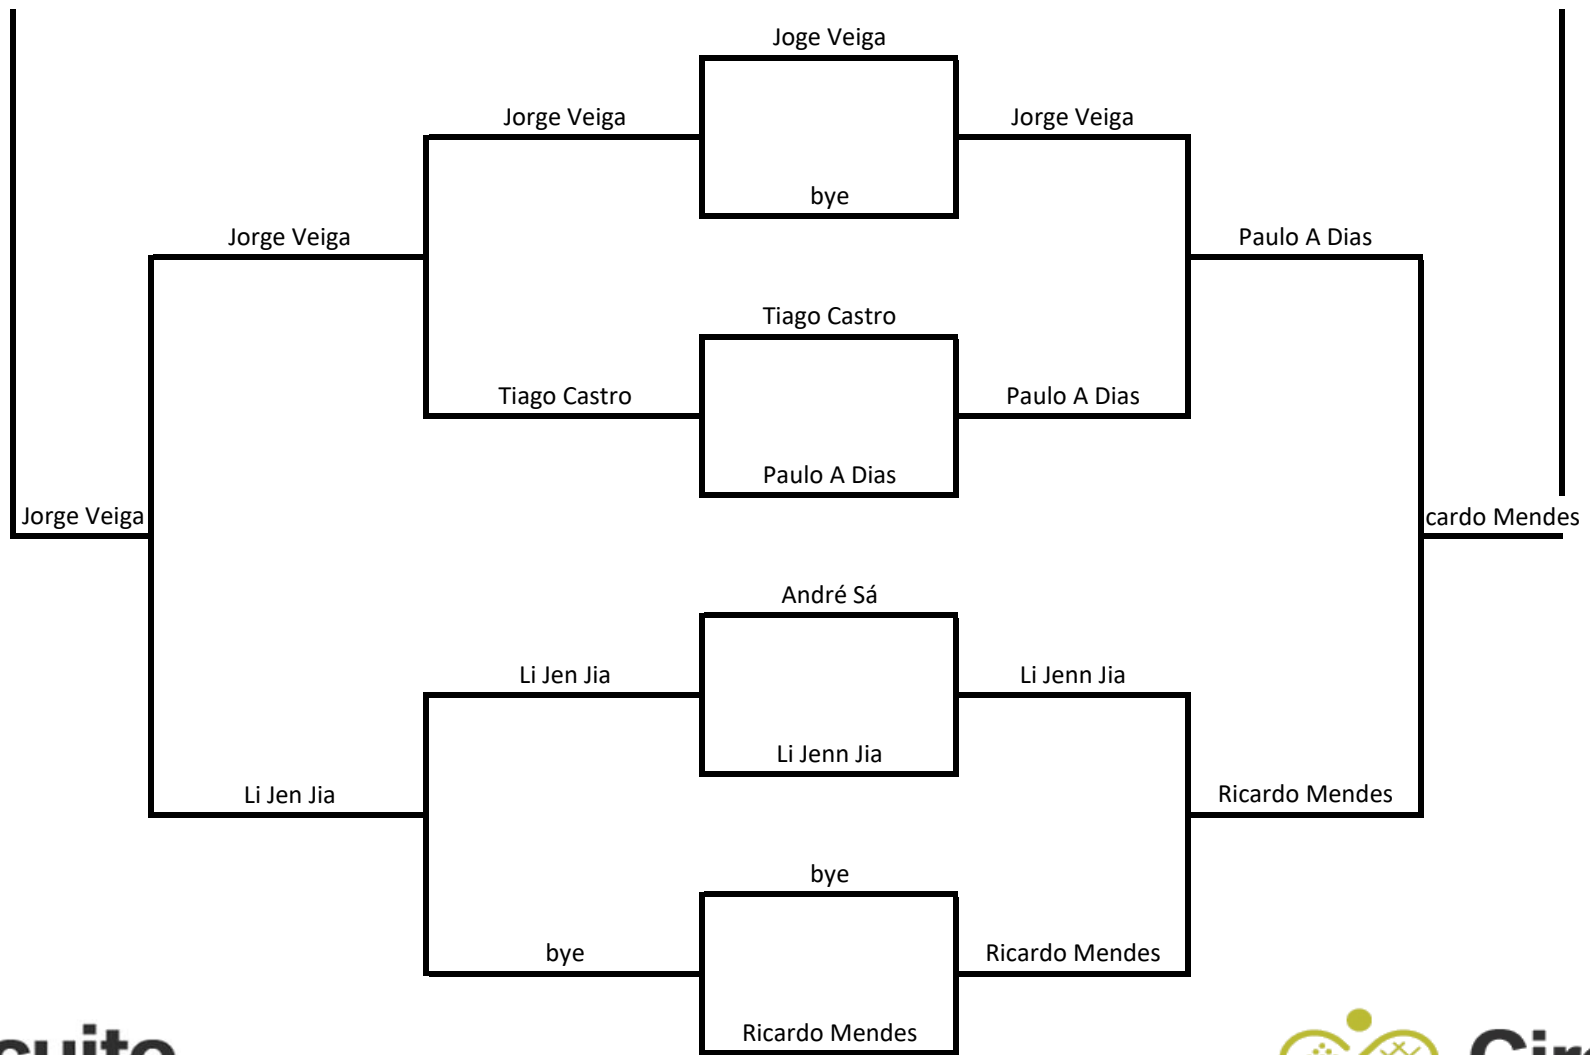 Joge Veiga
Jorge Veiga
Jorge Veiga
bye
Jorge Veiga
Paulo A Dias
Tiago Castro
Tiago Castro
Paulo A Dias
Paulo A Dias
Jorge Veiga
cardo Mendes
André Sá
Li Jen Jia
Li Jenn Jia
Li Jenn Jia
Li Jen Jia
Ricardo Mendes
bye
bye
Ricardo Mendes
Ricardo Mendes